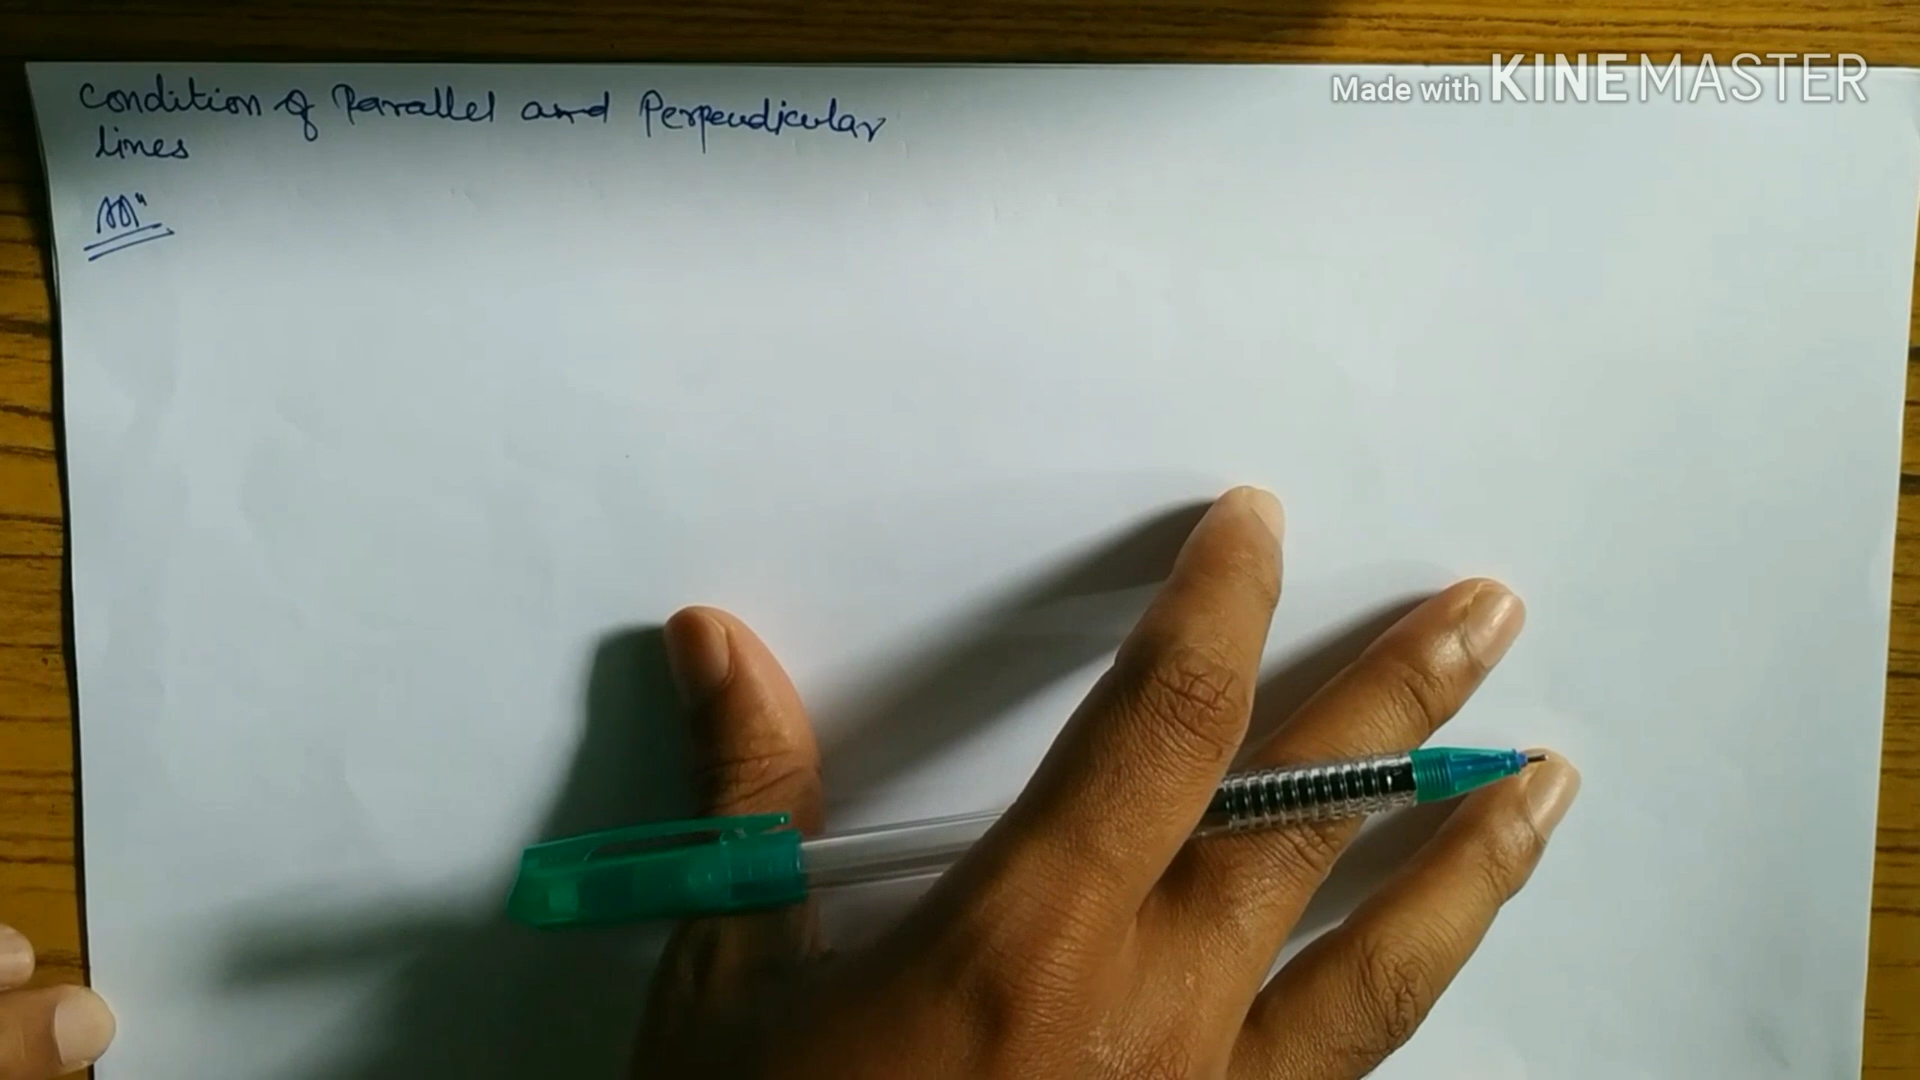 Made with KINEMASTER
Condition of Parallel and Perpendicular
lines